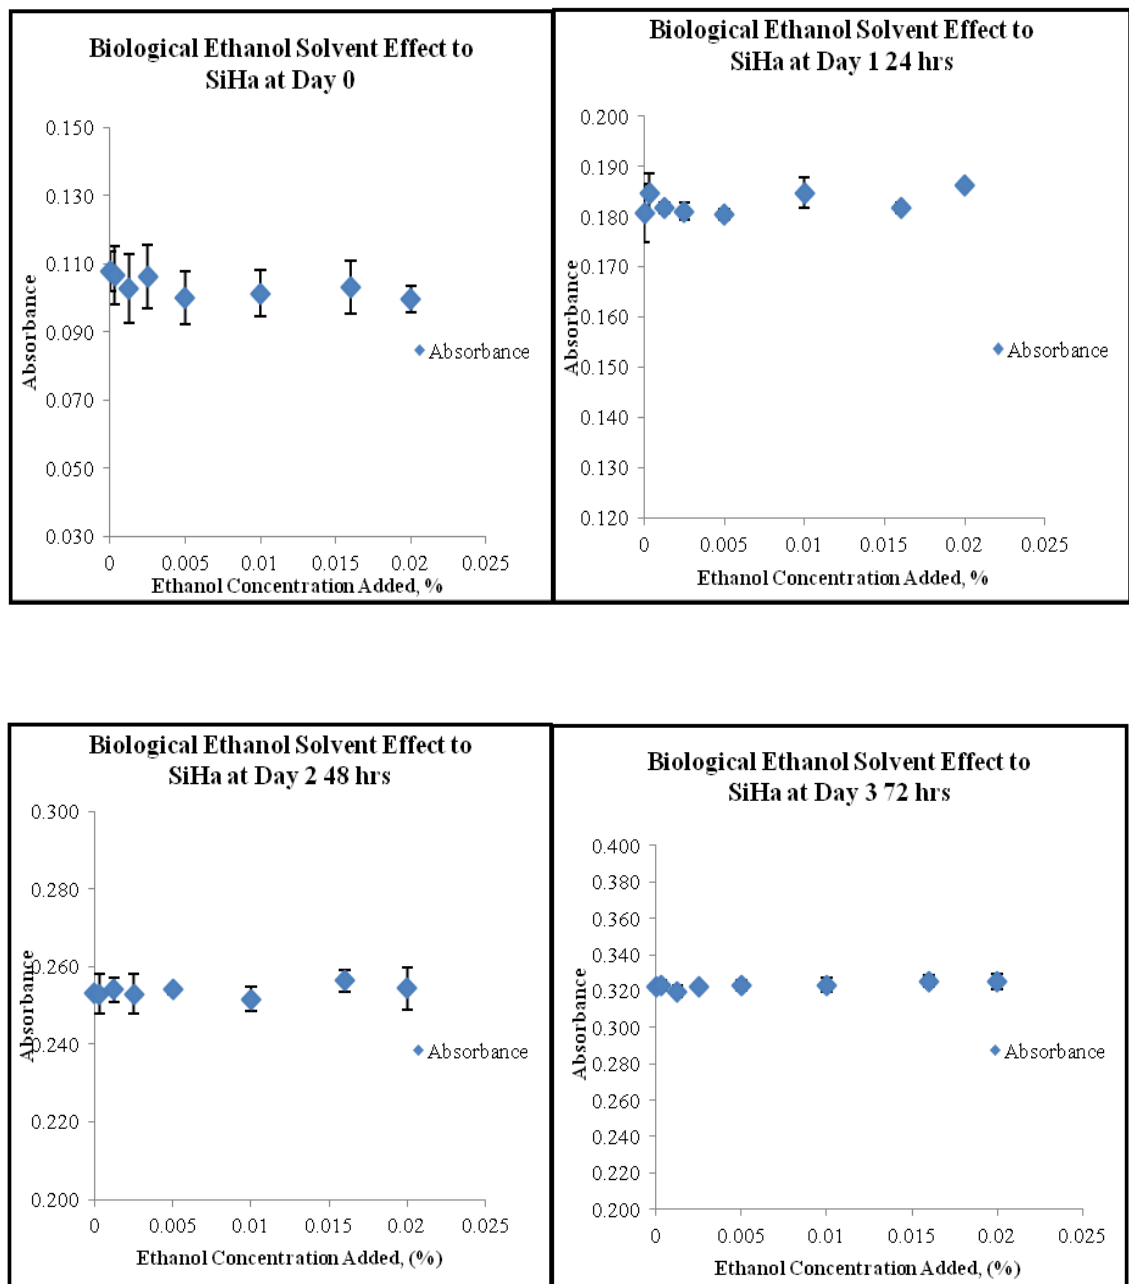 Biological Ethanol Solvent Effect to
SiHa at Day 0
0.150
0.130
0.110
0.090
0.070
0.050
0.030
Absorbance
Absorbance
0 0.005 0.01 0.015 0.02 0.025
Ethanol Concentration Added, %
Biological Ethanol Solvent Effect to
SiHa at Day 1 24 hrs
0.200
0.190
0.180
0.170
0.160
0.150
0.140
0.130
0.120
Absorbance
Absorbance
0 0.005 0.01 0.015 0.02 0.025
Ethanol Concentration Added, %
Biological Ethanol Solvent Effect to
SiHa at Day 2 48 hrs
0.300
0.280
0.260
0.240
0.220
0.200
Absorbance
Absorbance
0 0.005 0.01 0.015 0.02 0.025
Ethanol Concentration Added, (%)
Biological Ethanol Solvent Effect to
SiHa at Day 3 72 hrs
0.400
0.380
0.360
0.340
0.320
0.300
0.280
0.260
0.240
0.220
0.200
Absorbance
Absorbance
0 0.005 0.01 0.015 0.02 0.025
Ethanol Concentration Added, (%)